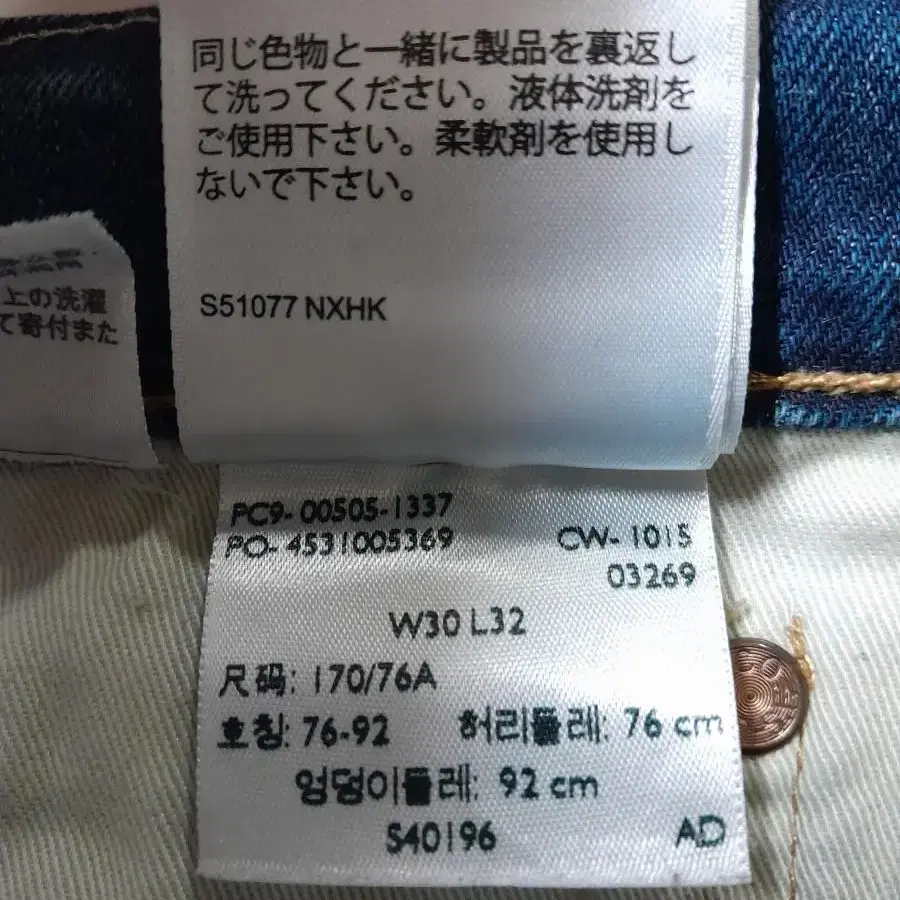 同じ色物と一緒に製品を裏返し
て洗ってください。液体洗剤を
ご使用下さい。柔軟剤を使用し
ないで下さい。
S51077 NXHK
上の洗濯
て寄付また
PC9- 00505-1337
PO- 4531005369 CW- 1015
03269
W30 L32
尺码: 170/76A
호칭: 76-92 허리둘레: 76 cm
엉덩이둘레: 92 cm
S40196 AD